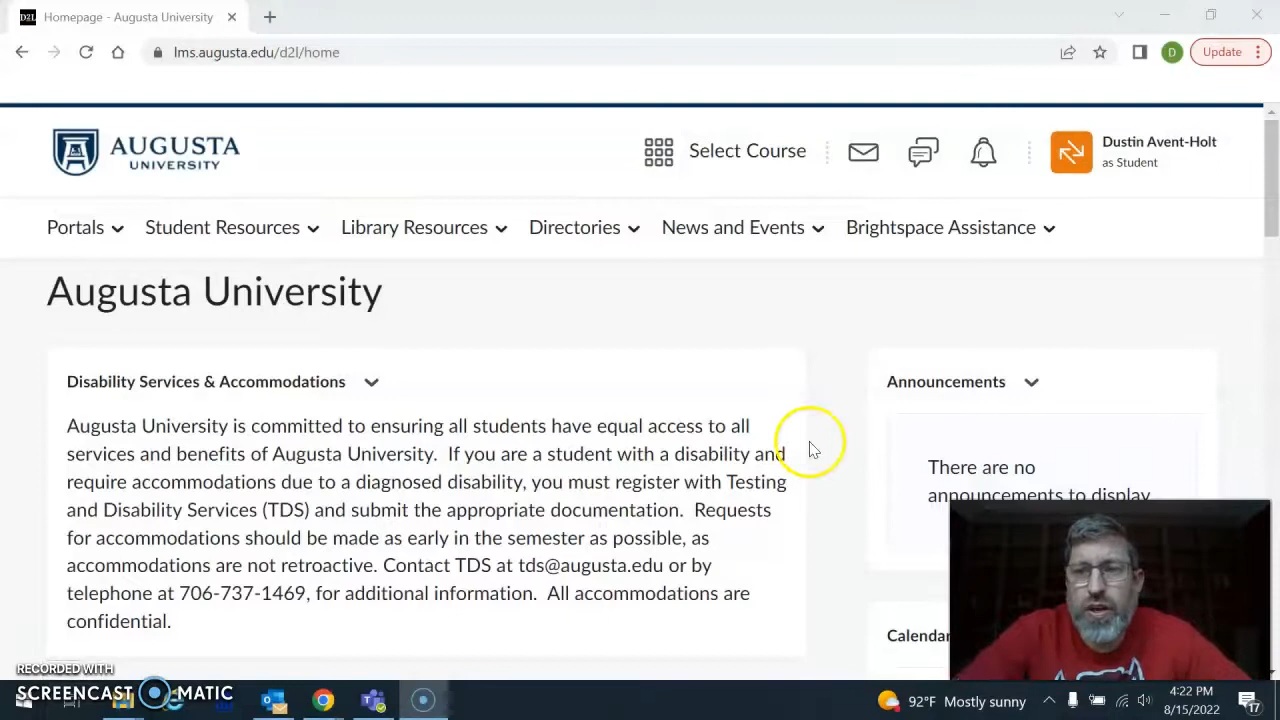 Homepage - Augusta University
lms.augusta.edu/d2l/home
Update
AUGUSTA
UNIVERSITY
Select Course
Dustin Avent-Holt
as Student
Portals
Student Resources
Library Resources
Directories
News and Events
Brightspace Assistance
Augusta University
Disability Services & Accommodations
Augusta University is committed to ensuring all students have equal access to all
services and benefits of Augusta University. If you are a student with a disability and
require accommodations due to a diagnosed disability, you must register with Testing
and Disability Services (TDS) and submit the appropriate documentation. Requests
for accommodations should be made as early in the semester as possible, as
accommodations are not retroactive. Contact TDS at tds@augusta.edu or by
telephone at 706-737-1469, for additional information. All accommodations are
confidential.
Announcements
There are no
announcements to display
Calendar
RECORDED WITH
SCREENCAST MATIC
92°F Mostly sunny
4:22 PM
8/15/2022
17
D2L
D